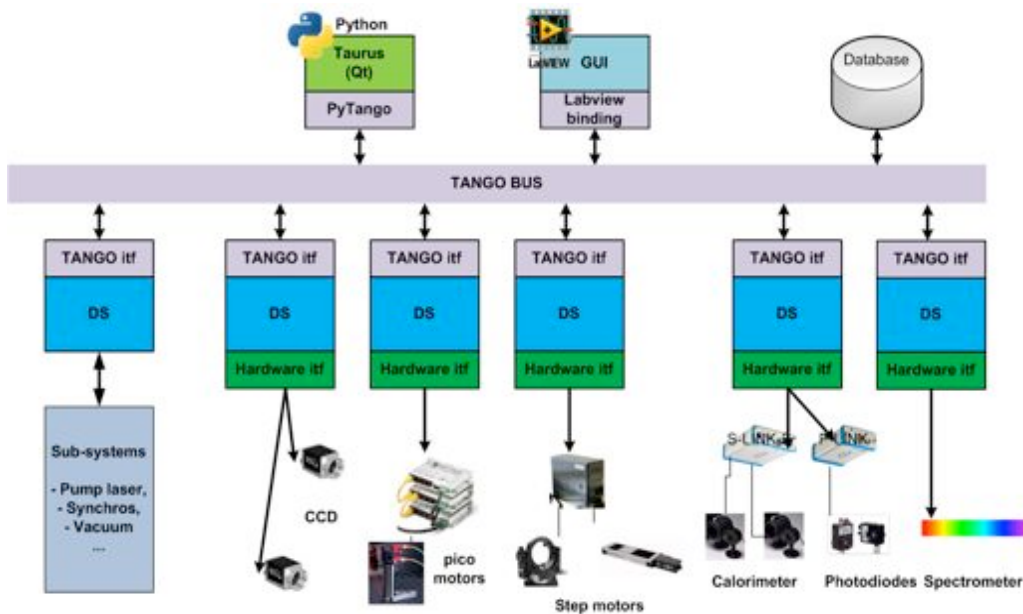 Python
Taurus
(Qt)
PyTango
LabVIEW
GUI
Labview
binding
Database
TANGO BUS
TANGO itf
TANGO itf
TANGO itf
TANGO itf
TANGO itf
TANGO itf
DS
DS
DS
DS
DS
DS
Hardware itf
Hardware itf
Hardware itf
Hardware itf
Hardware itf
Sub-systems
- Pump laser,
- Synchros,
- Vacuum
...
CCD
pico
motors
Step motors
S-LINK
LINK
Calorimeter
Photodiodes
Spectrometer